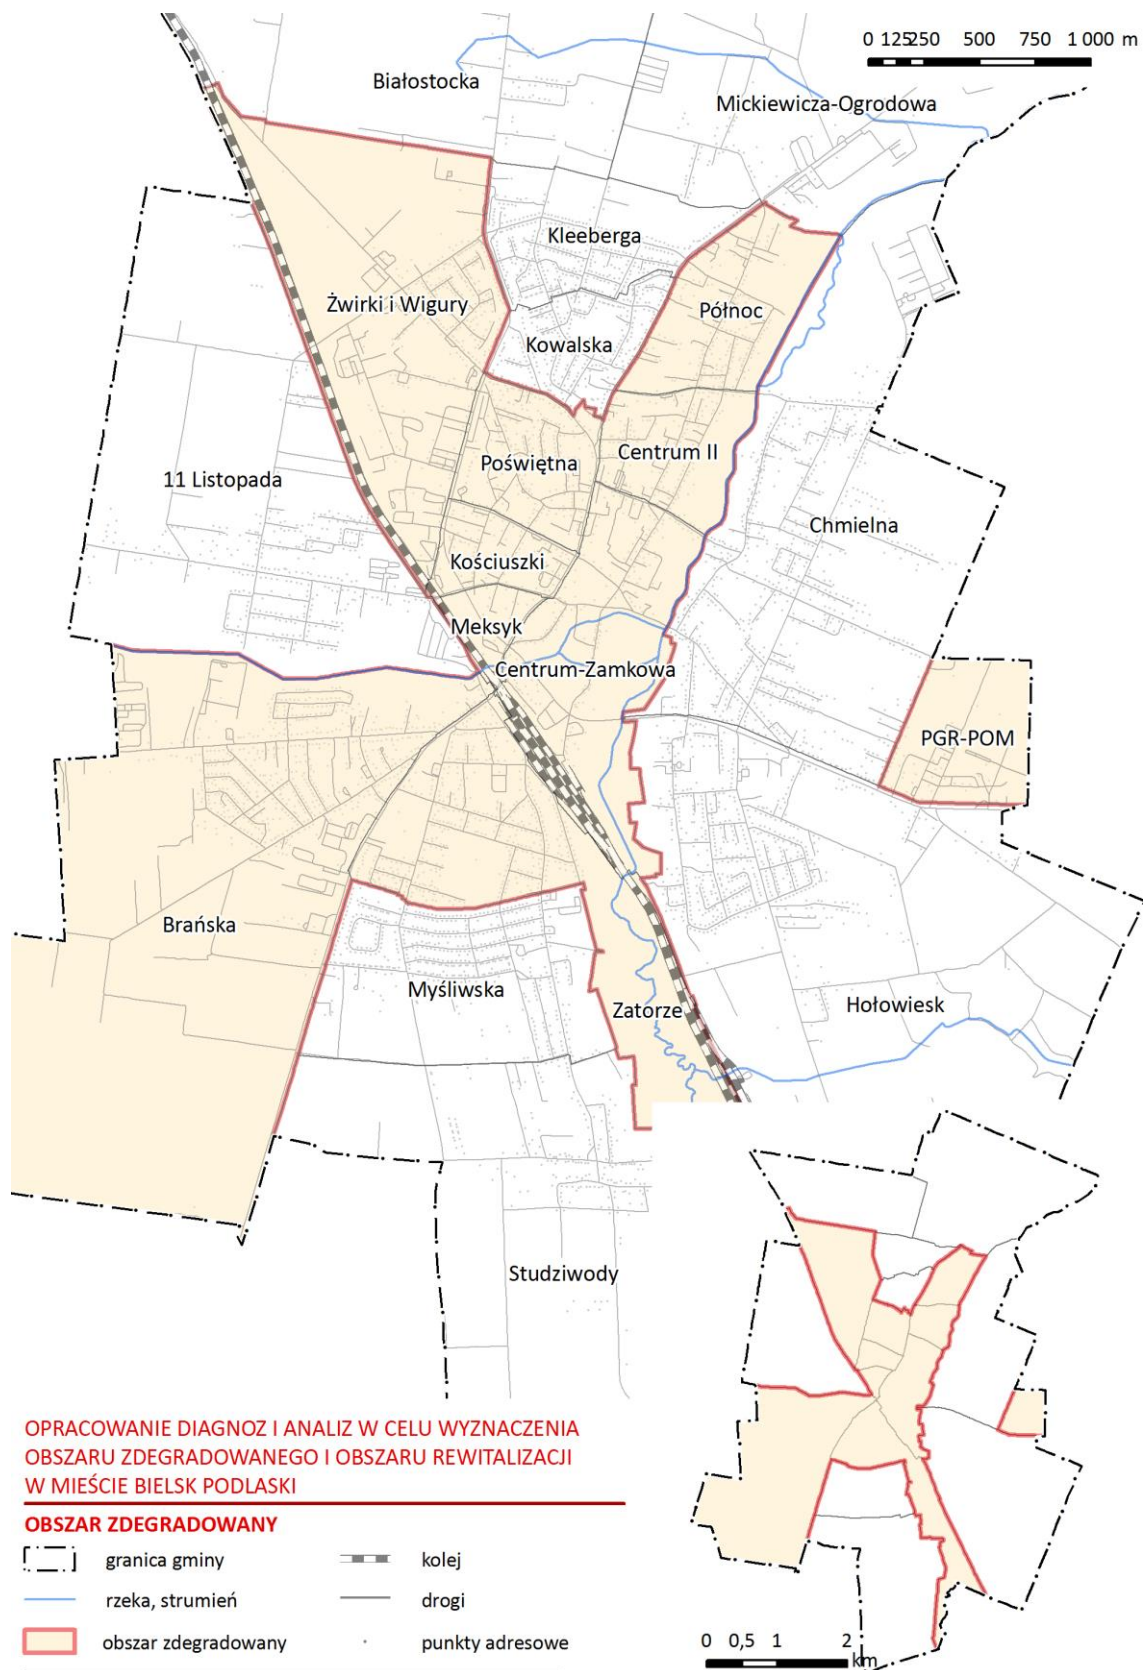 0 125250 500 750 1 000 m
Białostocka
Mickiewicza-Ogrodowa
Kleeberga
Żwirki i Wigury
Północ
Kowalska
Centrum II
Poświętna
11 Listopada
Chmielna
Kościuszki
Meksyk
Centrum-Zamkowa
PGR-POM
Brańska
Myśliwska
Zatorze
Hołowiesk
Studziwody
OPRACOWANIE DIAGNOZ I ANALIZ W CELU WYZNACZENIA
OBSZARU ZDEGRADOWANEGO I OBSZARU REWITALIZACJI
W MIEŚCIE BIELSK PODLASKI
OBSZAR ZDEGRADOWANY
granica gminy
kolej
rzeka, strumień
drogi
obszar zdegradowany
punkty adresowe
0 0,5 1 2
km